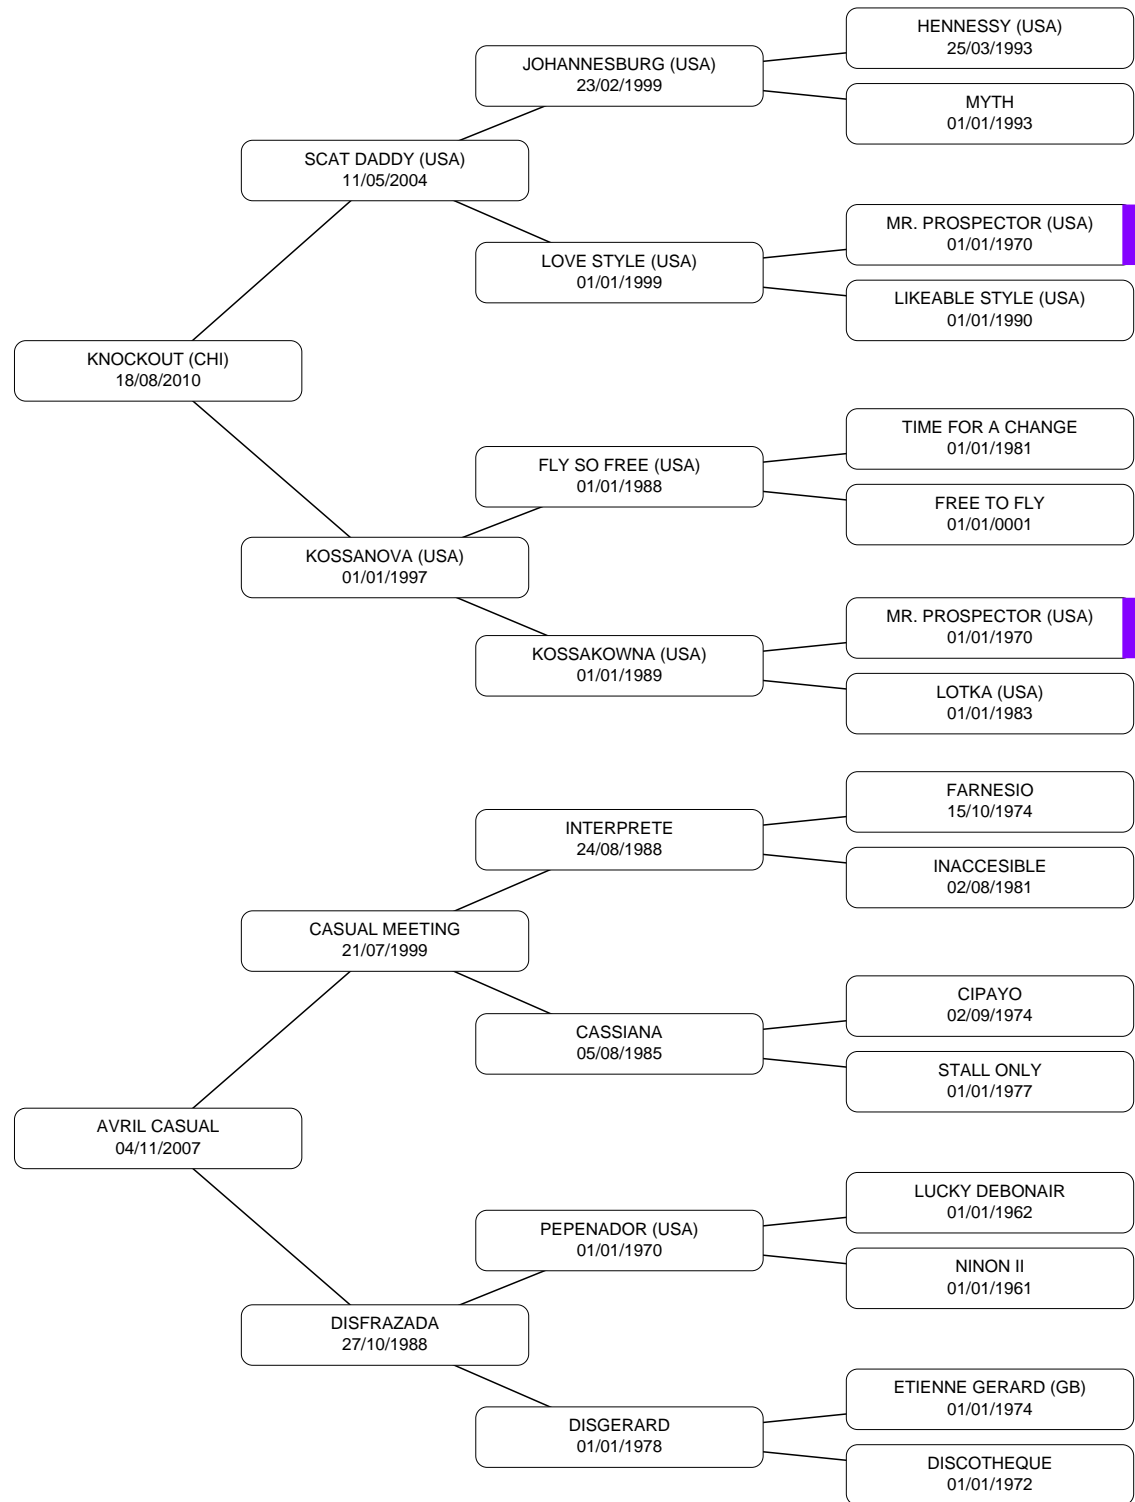 HENNESSY (USA)
25/03/1993
JOHANNESBURG (USA)
23/02/1999
MYTH
01/01/1993
SCAT DADDY (USA)
11/05/2004
MR. PROSPECTOR (USA)
01/01/1970
LOVE STYLE (USA)
01/01/1999
LIKEABLE STYLE (USA)
01/01/1990
KNOCKOUT (CHI)
18/08/2010
TIME FOR A CHANGE
01/01/1981
FLY SO FREE (USA)
01/01/1988
FREE TO FLY
01/01/0001
KOSSANOVA (USA)
01/01/1997
MR. PROSPECTOR (USA)
01/01/1970
KOSSAKOWNA (USA)
01/01/1989
LOTKA (USA)
01/01/1983
FARNESIO
15/10/1974
INTERPRETE
24/08/1988
INACCESIBLE
02/08/1981
CASUAL MEETING
21/07/1999
CIPAYO
02/09/1974
CASSIANA
05/08/1985
STALL ONLY
01/01/1977
AVRIL CASUAL
04/11/2007
LUCKY DEBONAIR
01/01/1962
PEPENADOR (USA)
01/01/1970
NINON II
01/01/1961
DISFRAZADA
27/10/1988
ETIENNE GERARD (GB)
01/01/1974
DISGERARD
01/01/1978
DISCOTHEQUE
01/01/1972